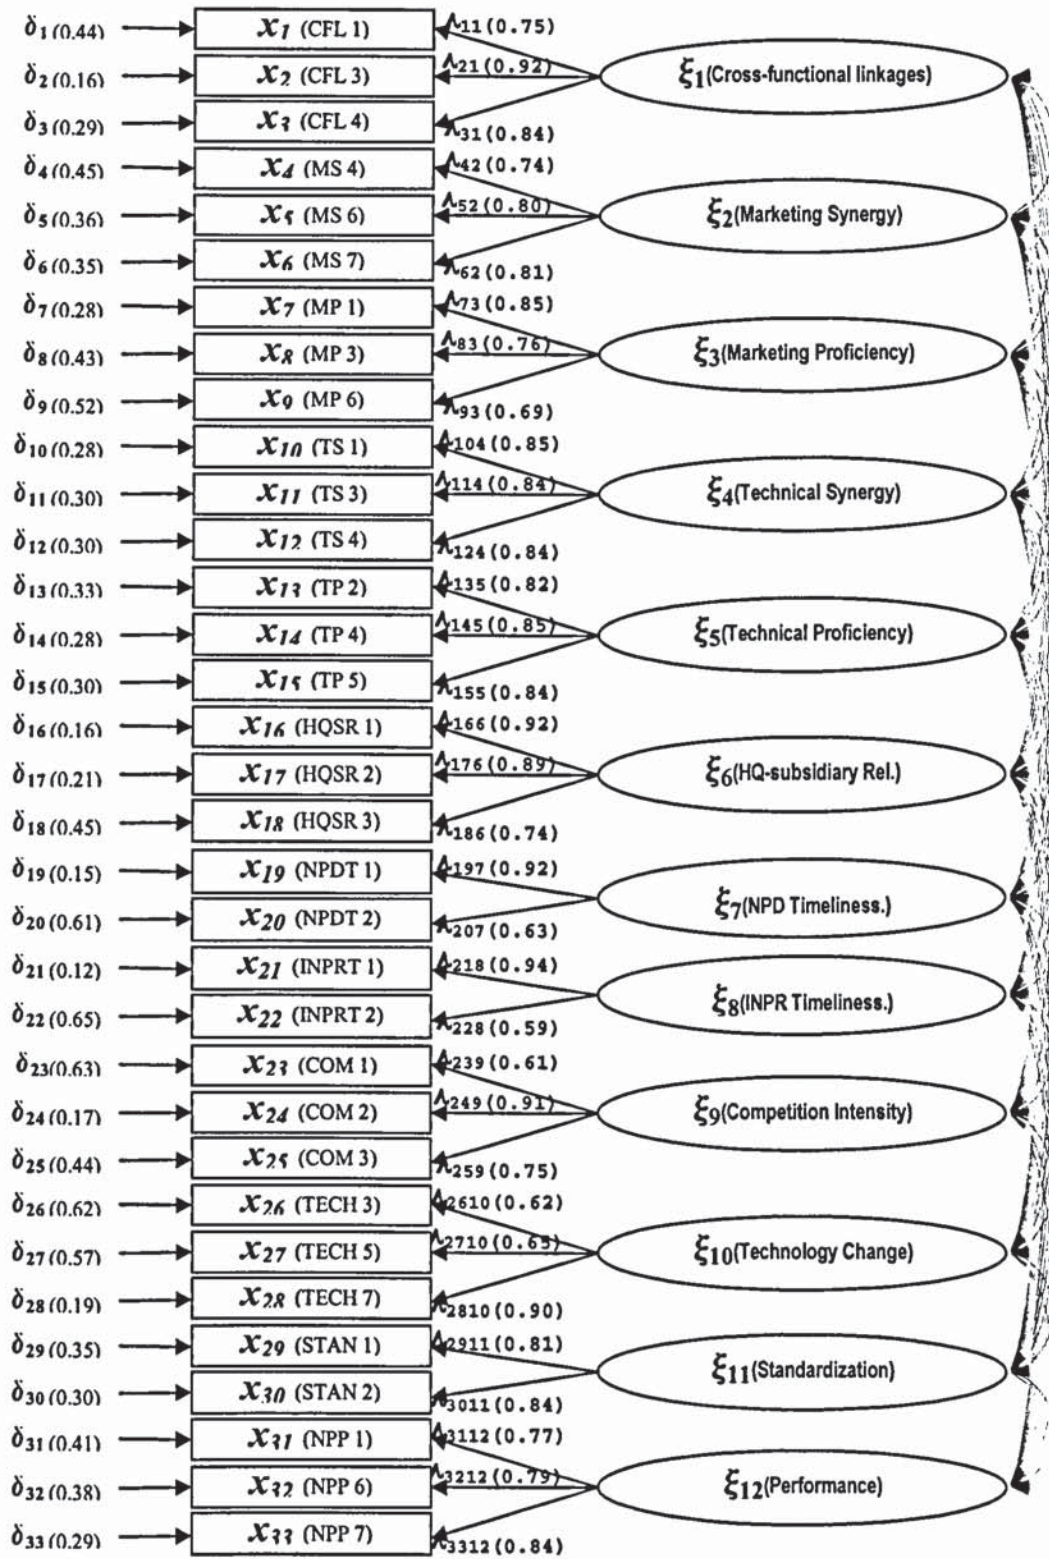 δ1(0.44) x1 (CFL 1) Λ11(0.75)
δ2(0.16) x2 (CFL 3) Λ21(0.92) ξ1(Cross-functional linkages)
δ3(0.29) x3 (CFL 4) Λ31(0.84)
δ4(0.45) x4 (MS 4) Λ42(0.74)
δ5(0.36) x5 (MS 6) Λ52(0.80) ξ2(Marketing Synergy)
δ6(0.35) x6 (MS 7) Λ62(0.81)
δ7(0.28) x7 (MP 1) Λ73(0.85)
δ8(0.43) x8 (MP 3) Λ83(0.76) ξ3(Marketing Proficiency)
δ9(0.52) x9 (MP 6) Λ93(0.69)
δ10(0.28) x10 (TS 1) Λ104(0.85)
δ11(0.30) x11 (TS 3) Λ114(0.84) ξ4(Technical Synergy)
δ12(0.30) x12 (TS 4) Λ124(0.84)
δ13(0.33) x13 (TP 2) Λ135(0.82)
δ14(0.28) x14 (TP 4) Λ145(0.85) ξ5(Technical Proficiency)
δ15(0.30) x15 (TP 5) Λ155(0.84)
δ16(0.16) x16 (HQSR 1) Λ166(0.92)
δ17(0.21) x17 (HQSR 2) Λ176(0.89) ξ6(HQ-subsidiary Rel.)
δ18(0.45) x18 (HQSR 3) Λ186(0.74)
δ19(0.15) x19 (NPDT 1) Λ197(0.92)
ξ7(NPD Timeliness.)
δ20(0.61) x20 (NPDT 2) Λ207(0.63)
δ21(0.12) x21 (INPRT 1) Λ218(0.94)
ξ8(INPR Timeliness.)
δ22(0.65) x22 (INPRT 2) Λ228(0.59)
δ23(0.63) x23 (COM 1) Λ239(0.61)
δ24(0.17) x24 (COM 2) Λ249(0.91) ξ9(Competition Intensity)
δ25(0.44) x25 (COM 3) Λ259(0.75)
δ26(0.62) x26 (TECH 3) Λ2610(0.62)
δ27(0.57) x27 (TECH 5) Λ2710(0.65) ξ10(Technology Change)
δ28(0.19) x28 (TECH 7) Λ2810(0.90)
δ29(0.35) x29 (STAN 1) Λ2911(0.81)
ξ11(Standardization)
δ30(0.30) x30 (STAN 2) Λ3011(0.84)
δ31(0.41) x31 (NPP 1) Λ3112(0.77)
δ32(0.38) x32 (NPP 6) Λ3212(0.79) ξ12(Performance)
δ33(0.29) x33 (NPP 7) Λ3312(0.84)